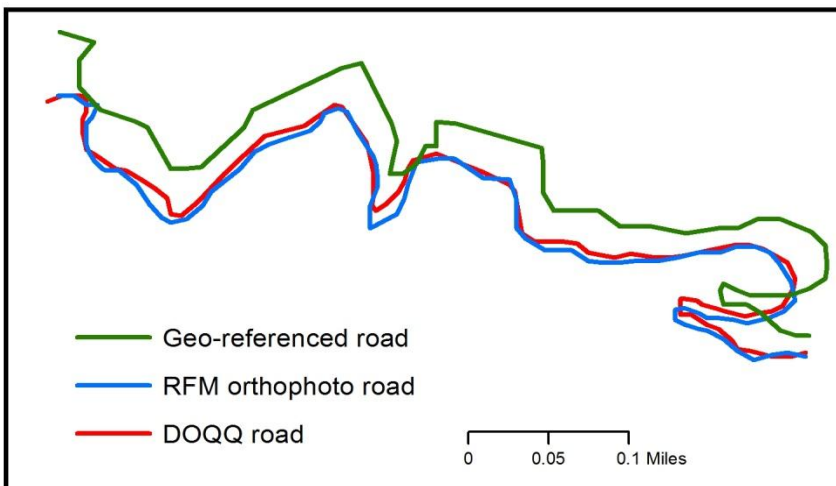 Geo-referenced road
RFM orthophoto road
DOQQ road
0 0.05 0.1 Miles